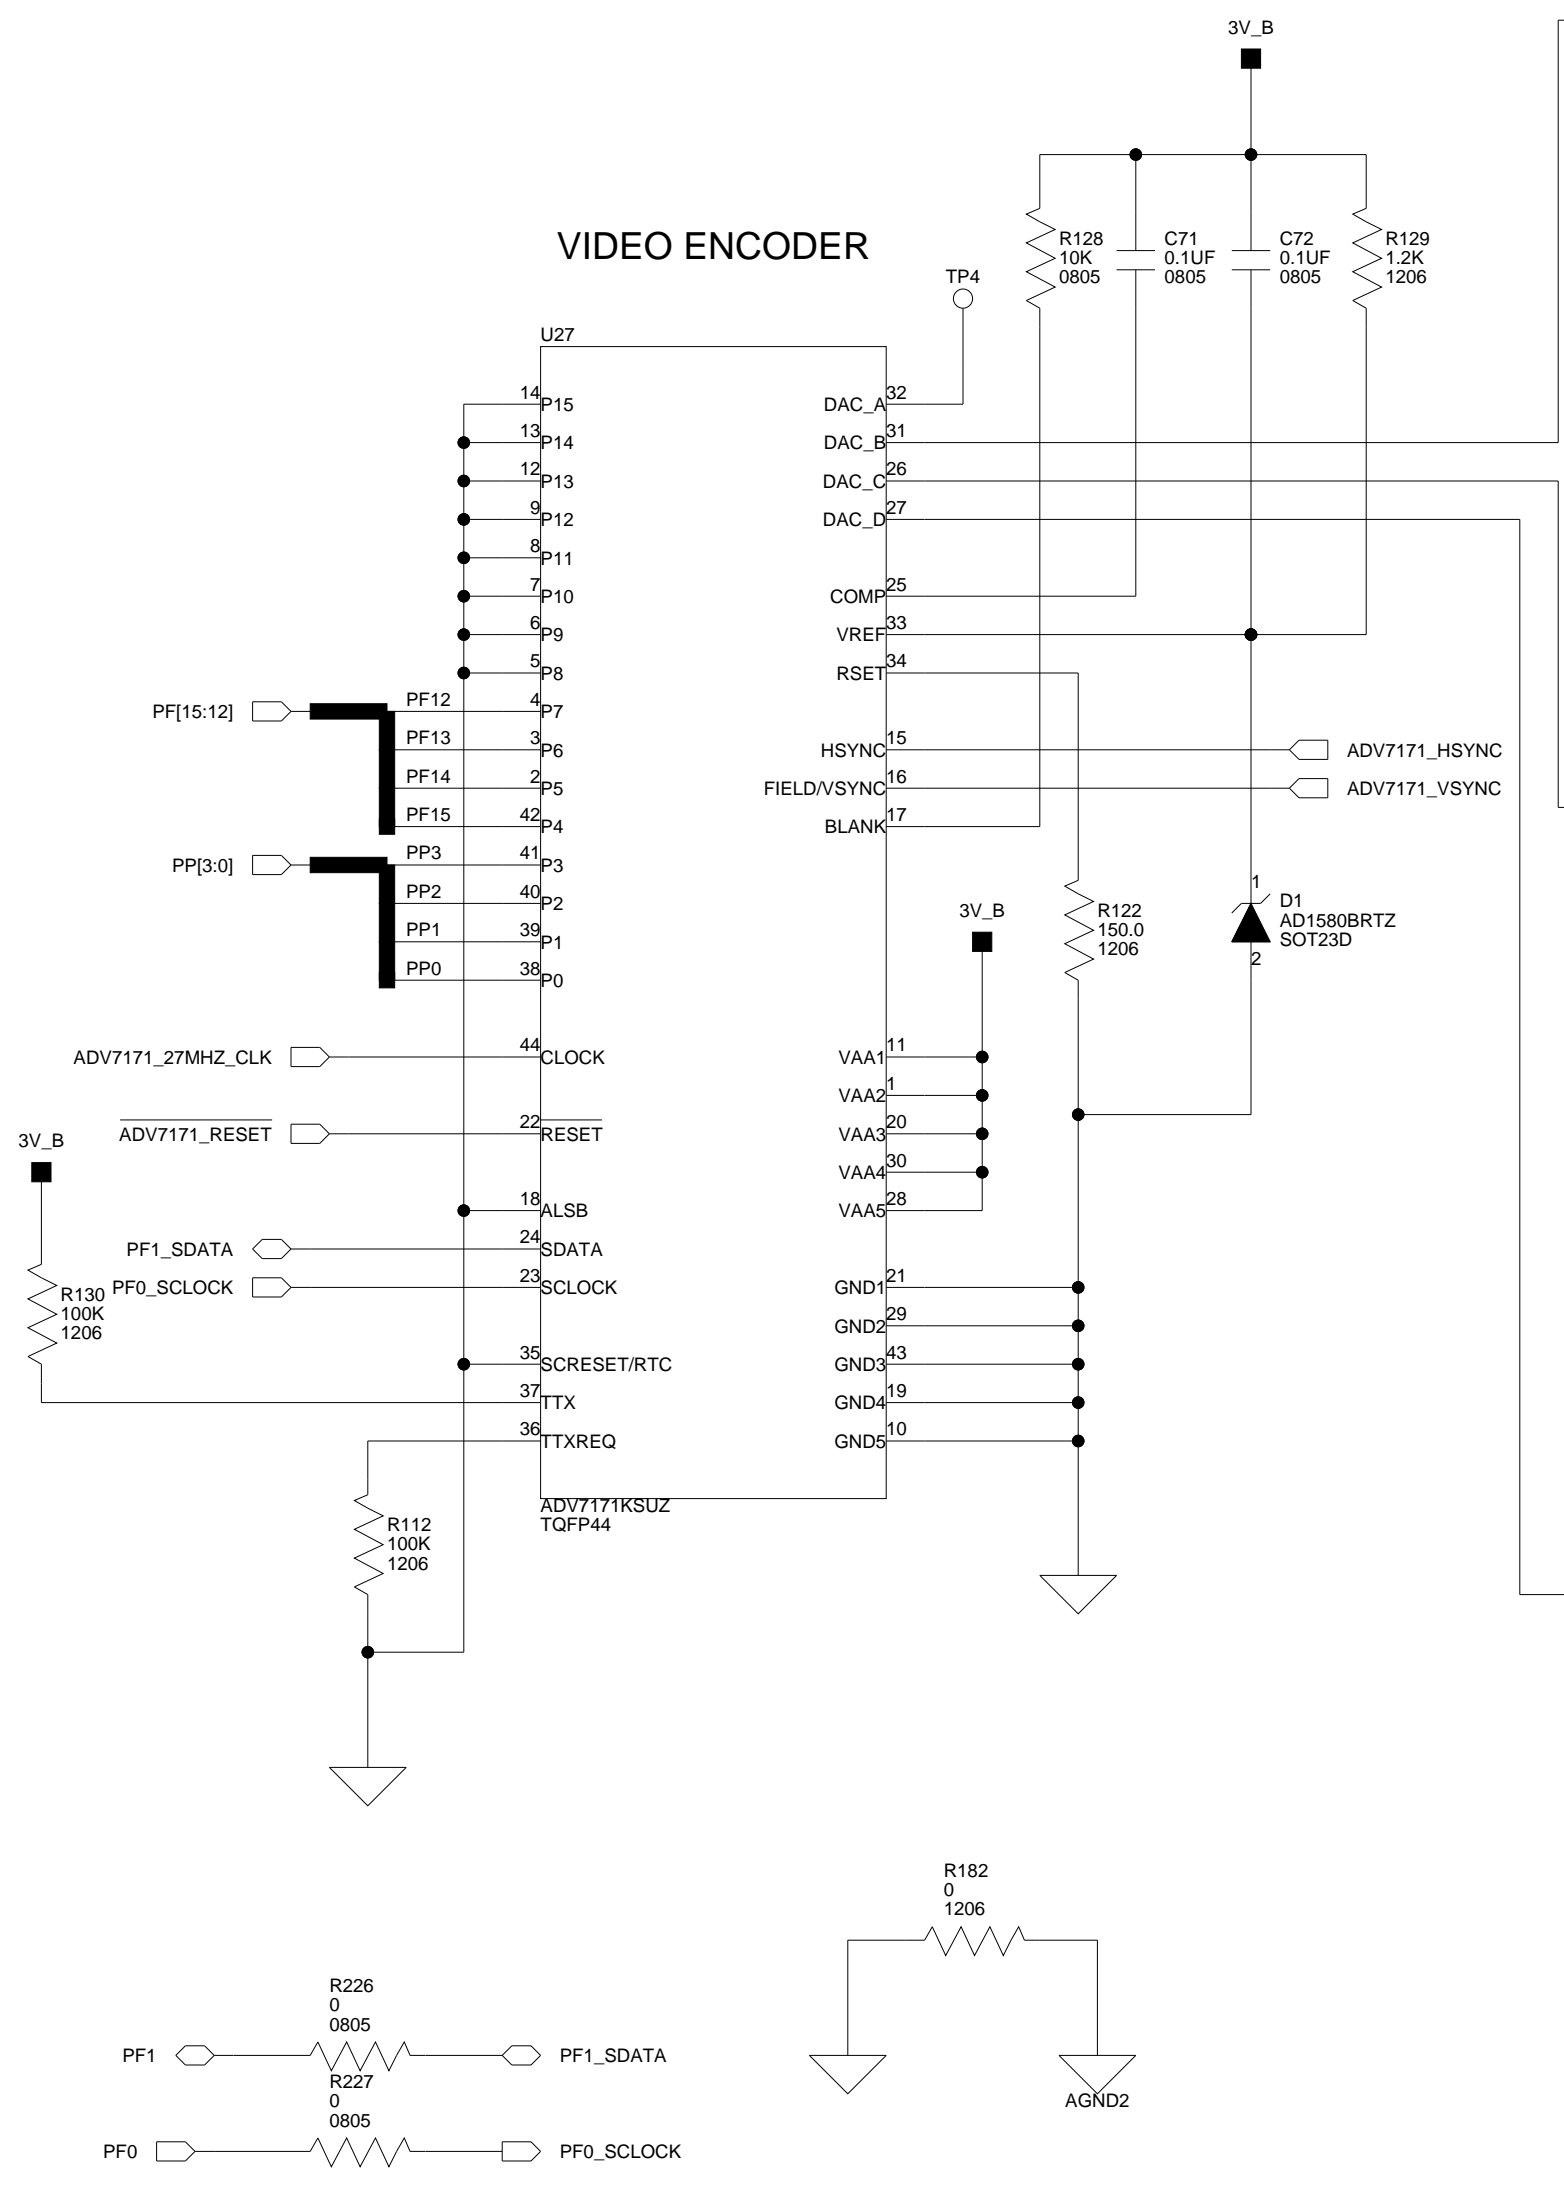 3V_B
VIDEO ENCODER
R128
10K
0805
C71
0.1UF
0805
C72
0.1UF
0805
R129
1.2K
1206
TP4
U27
14 P15
13 P14
12 P13
9 P12
8 P11
7 P10
6 P9
5 P8
PF[15:12] PF12 4 P7
PF13 3 P6
PF14 2 P5
PF15 42 P4
PP[3:0] PP3 41 P3
PP2 40 P2
PP1 39 P1
PP0 38 P0
ADV7171_27MHZ_CLK 44 CLOCK
ADV7171_RESET 22 RESET
3V_B
18 ALSB
PF1_SDATA 24 SDATA
PF0_SCLOCK 23 SCLOCK
R130
100K
1206
35 SCRESET/RTC
37 TTX
36 TTXREQ
R112
100K
1206
DAC_A 32
DAC_B 31
DAC_C 26
DAC_D 27
COMP 25
VREF 33
RSET 34
HSYNC 15 ADV7171_HSYNC
FIELD/VSYNC 16 ADV7171_VSYNC
BLANK 17
3V_B
R122
150.0
1206
1
D1
AD1580BRTZ
SOT23D
2
VAA1 11
VAA2 1
VAA3 20
VAA4 30
VAA5 28
GND1 21
GND2 29
GND3 43
GND4 19
GND5 10
ADV7171KSUZ
TQFP44
R182
0
1206
AGND2
R226
0
0805
PF1 PF1_SDATA
R227
0
0805
PF0 PF0_SCLOCK